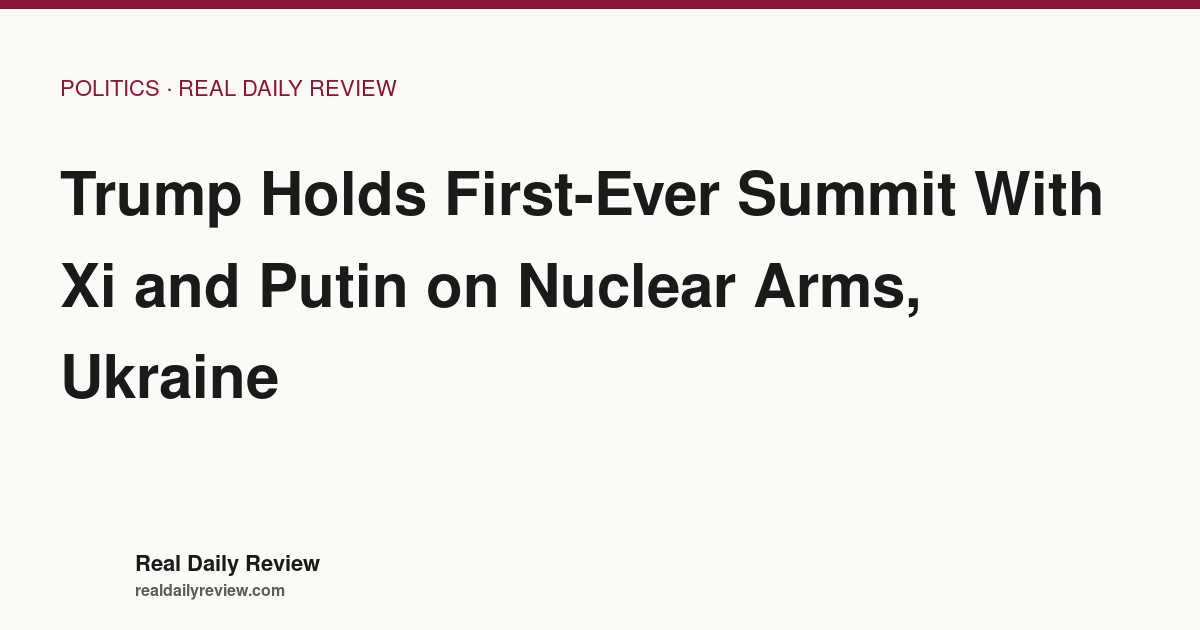 POLITICS · REAL DAILY REVIEW
Trump Holds First-Ever Summit With
Xi and Putin on Nuclear Arms,
Ukraine
Real Daily Review
realdailyreview.com